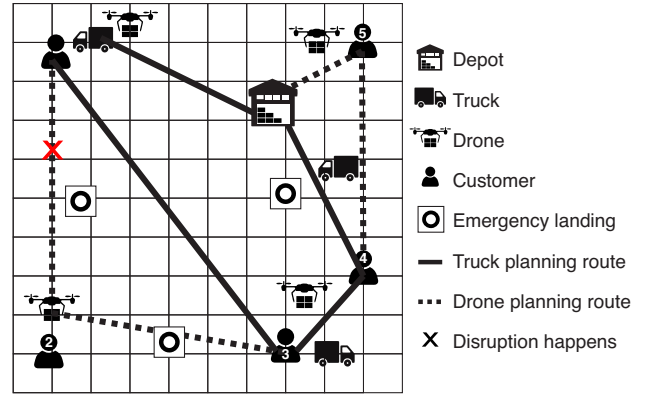 5
Depot
Truck
Drone
Customer
Emergency landing
4
Truck planning route
Drone planning route
2
3
X Disruption happens